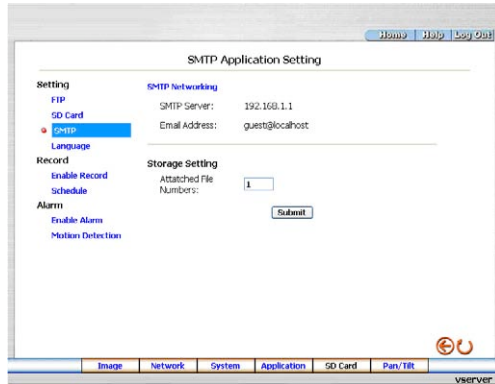 Home Help Log Out
SMTP Application Setting
Setting
FTP
SD Card
SMTP
Language
Record
Enable Record
Schedule
Alarm
Enable Alarm
Motion Detection
SMTP Networking
SMTP Server: 192.168.1.1
Email Address: guest@localhost
Storage Setting
Attatched File
Numbers: 1
Submit
Image Network System Application SD Card Pan/Tilt
vserver